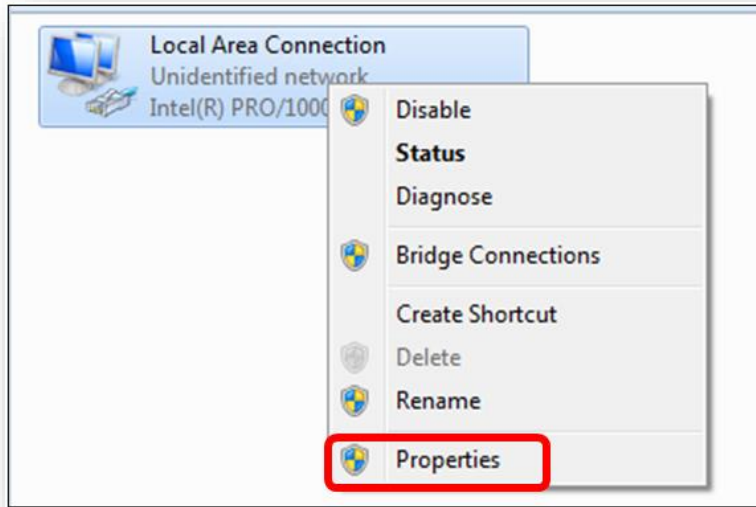 Local Area Connection
Unidentified network
Intel(R) PRO/1000
Disable
Status
Diagnose
Bridge Connections
Create Shortcut
Delete
Rename
Properties